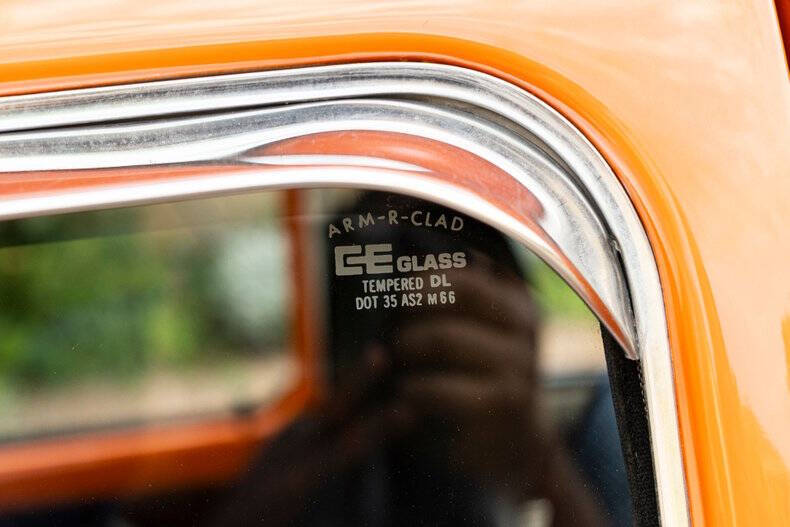 ARM-R-CLAD
CE GLASS
TEMPERED DL
DOT 35 AS2 M66